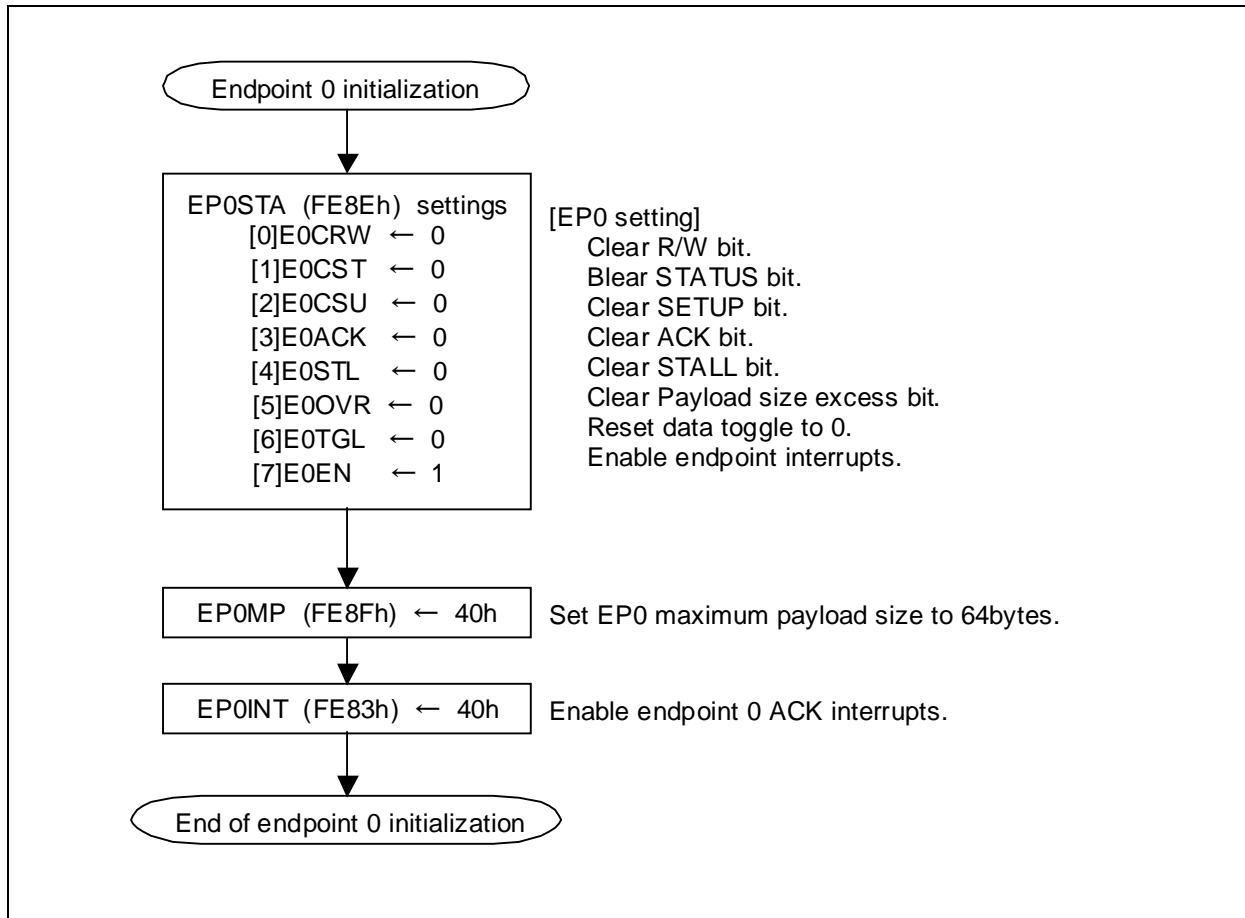 Endpoint 0 initialization
EP0STA (FE8Eh) settings
[0]E0CRW ← 0
[1]E0CST ← 0
[2]E0CSU ← 0
[3]E0ACK ← 0
[4]E0STL ← 0
[5]E0OVR ← 0
[6]E0TGL ← 0
[7]E0EN ← 1
[EP0 setting]
Clear R/W bit.
Blear STATUS bit.
Clear SETUP bit.
Clear ACK bit.
Clear STALL bit.
Clear Payload size excess bit.
Reset data toggle to 0.
Enable endpoint interrupts.
EP0MP (FE8Fh) ← 40h
Set EP0 maximum payload size to 64bytes.
EP0INT (FE83h) ← 40h
Enable endpoint 0 ACK interrupts.
End of endpoint 0 initialization